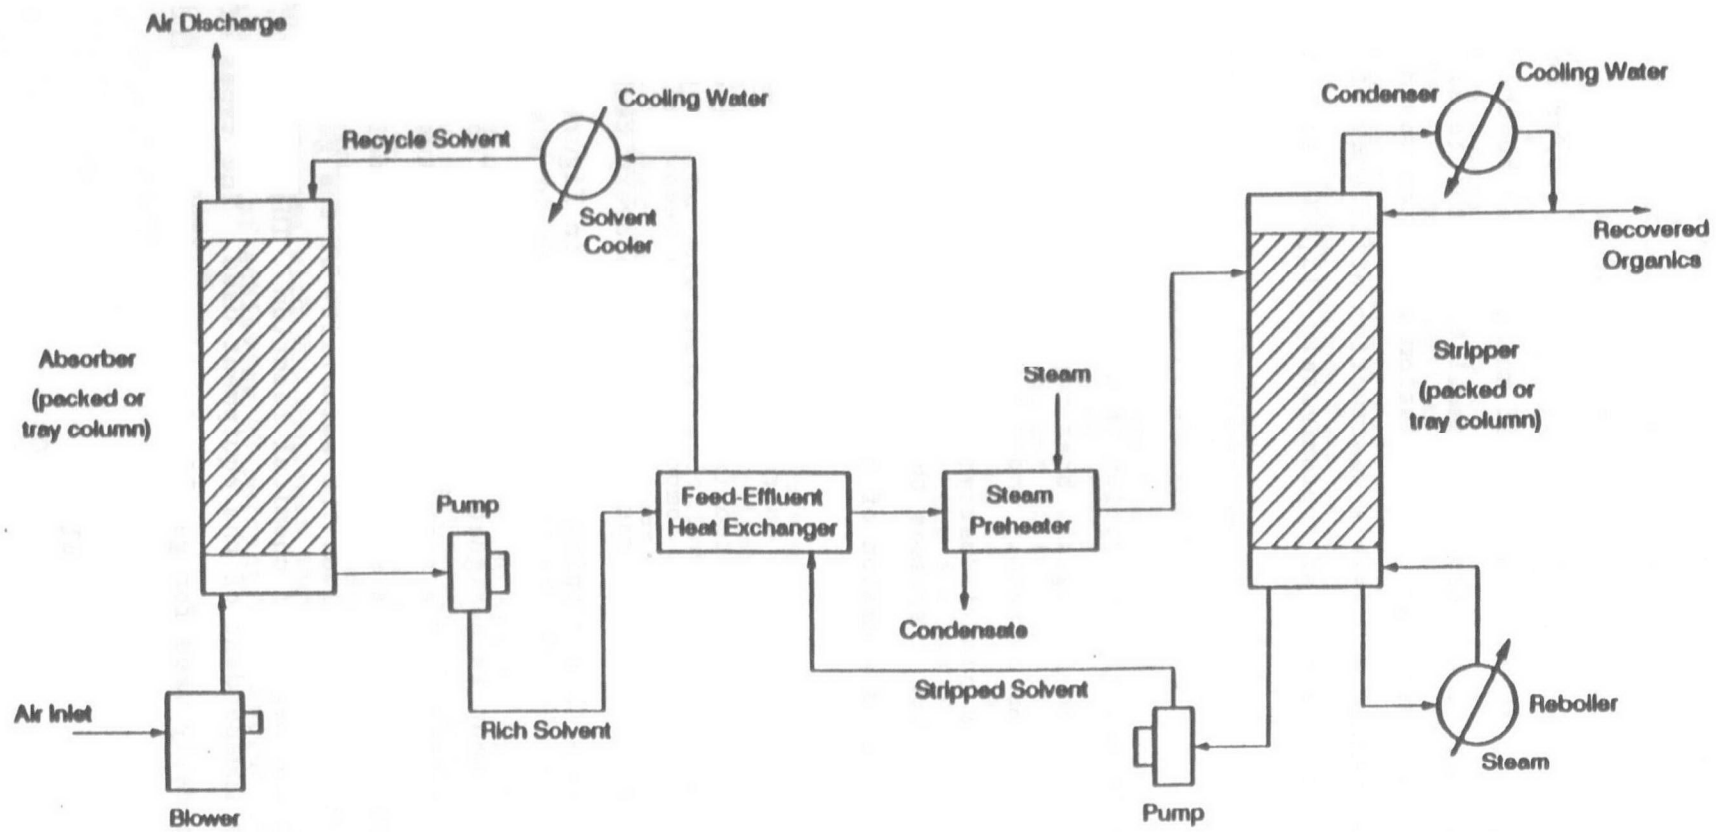 Air Discharge
Cooling Water
Recycle Solvent
Solvent
Cooler
Condenser
Cooling Water
Recovered
Organics
Absorber
(packed or
tray column)
Stripper
(packed or
tray column)
Steam
Pump
Feed-Effluent
Heat Exchanger
Steam
Preheater
Condensate
Stripped Solvent
Rich Solvent
Air Inlet
Blower
Pump
Reboiler
Steam